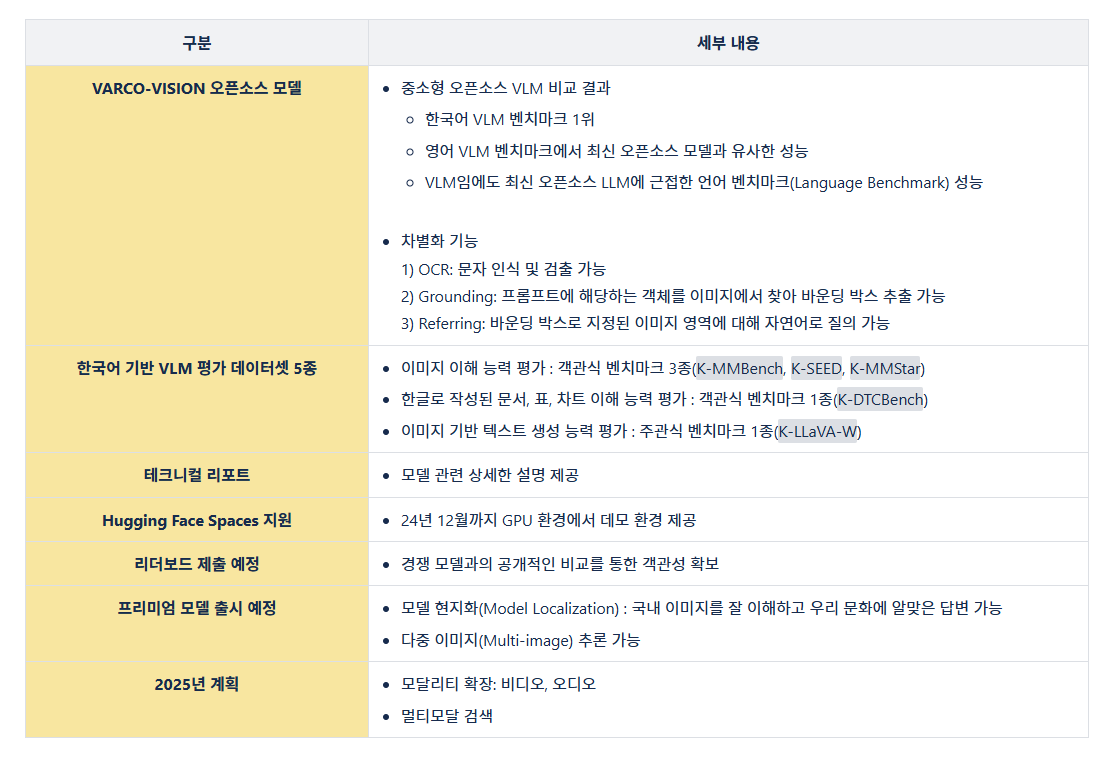 구분
세부 내용
VARCO-VISION 오픈소스 모델
• 중소형 오픈소스 VLM 비교 결과
◦ 한국어 VLM 벤치마크 1위
◦ 영어 VLM 벤치마크에서 최신 오픈소스 모델과 유사한 성능
◦ VLM임에도 최신 오픈소스 LLM에 근접한 언어 벤치마크(Language Benchmark) 성능
• 차별화 기능
1) OCR: 문자 인식 및 검출 가능
2) Grounding: 프롬프트에 해당하는 객체를 이미지에서 찾아 바운딩 박스 추출 가능
3) Referring: 바운딩 박스로 지정된 이미지 영역에 대해 자연어로 질의 가능
한국어 기반 VLM 평가 데이터셋 5종
• 이미지 이해 능력 평가 : 객관식 벤치마크 3종(K-MMBench, K-SEED, K-MMStar)
• 한글로 작성된 문서, 표, 차트 이해 능력 평가 : 객관식 벤치마크 1종(K-DTCBench)
• 이미지 기반 텍스트 생성 능력 평가 : 주관식 벤치마크 1종(K-LLaVA-W)
테크니컬 리포트
• 모델 관련 상세한 설명 제공
Hugging Face Spaces 지원
• 24년 12월까지 GPU 환경에서 데모 환경 제공
리더보드 제출 예정
• 경쟁 모델과의 공개적인 비교를 통한 객관성 확보
프리미엄 모델 출시 예정
• 모델 현지화(Model Localization) : 국내 이미지를 잘 이해하고 우리 문화에 알맞은 답변 가능
• 다중 이미지(Multi-image) 추론 가능
2025년 계획
• 모달리티 확장: 비디오, 오디오
• 멀티모달 검색